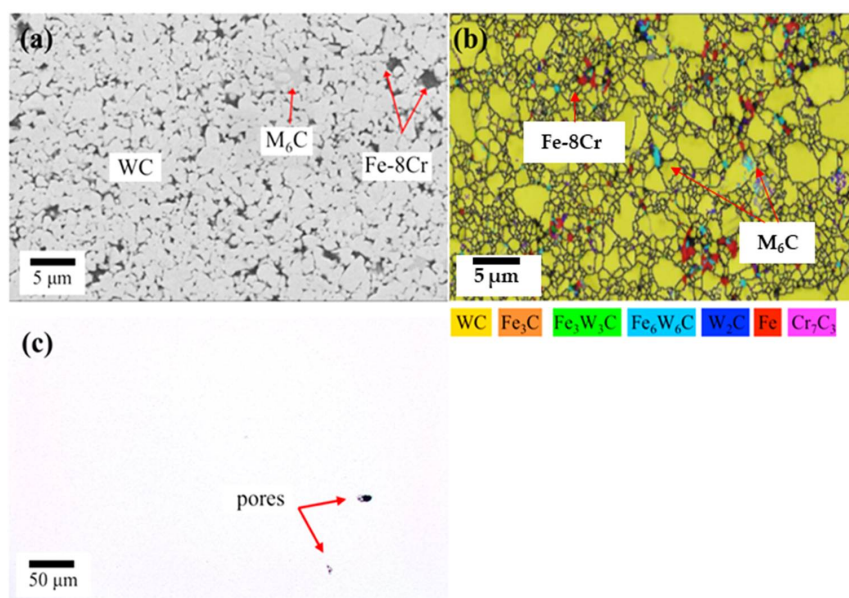 (a)
M₆C
Fe-8Cr
WC
5 μm
(b)
Fe-8Cr
M₆C
5 μm
WC Fe₃C Fe₃W₃C Fe₆W₆C W₂C Fe Cr₇C₃
(c)
pores
50 μm